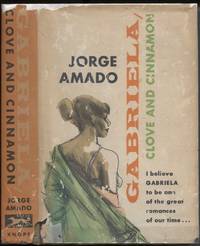 GABRIELA
CLOVE AND CINNAMON
JORGE
AMADO
KNOPF
JORGE
AMADO
GABRIELA/
CLOVE AND CINNAMON
I believe
GABRIELA
to be one
of the great
romances
of our time...